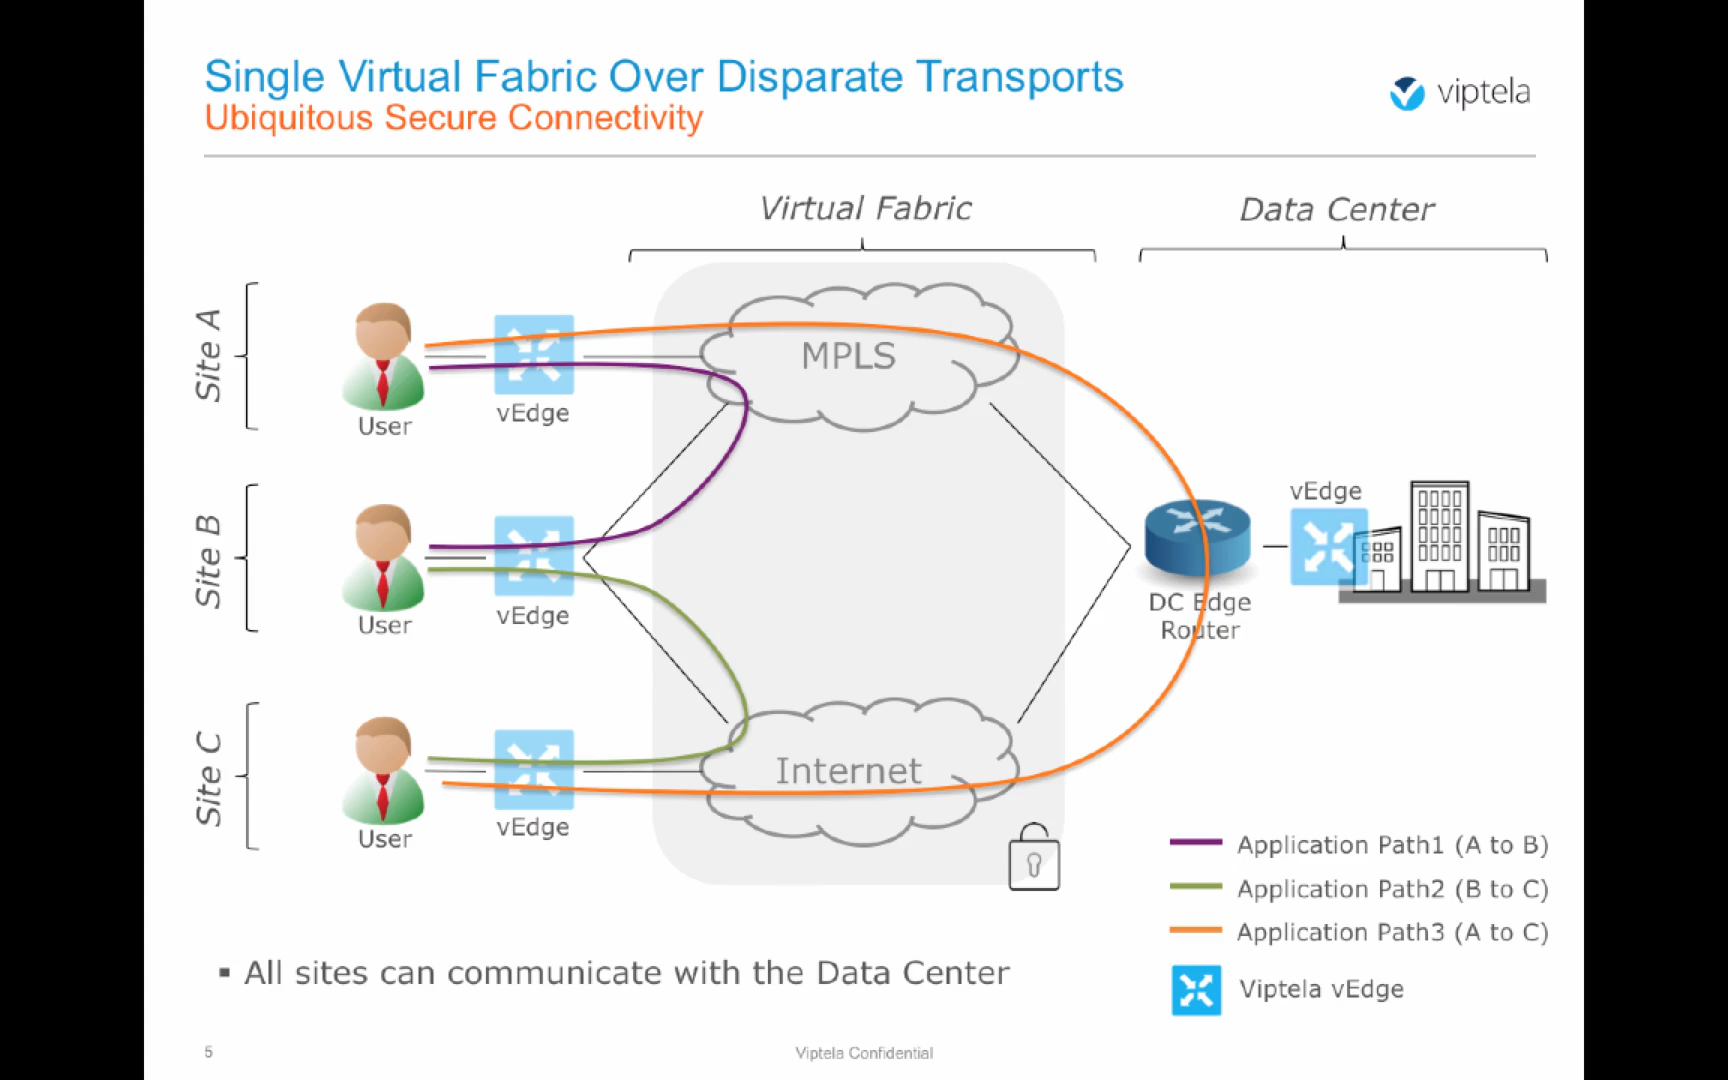 Single Virtual Fabric Over Disparate Transports
Ubiquitous Secure Connectivity
viptela
Virtual Fabric
Data Center
Site A
User
vEdge
MPLS
Site B
User
vEdge
vEdge
DC Edge
Router
Site C
User
vEdge
Internet
Application Path1 (A to B)
Application Path2 (B to C)
Application Path3 (A to C)
Viptela vEdge
▪ All sites can communicate with the Data Center
5
Viptela Confidential